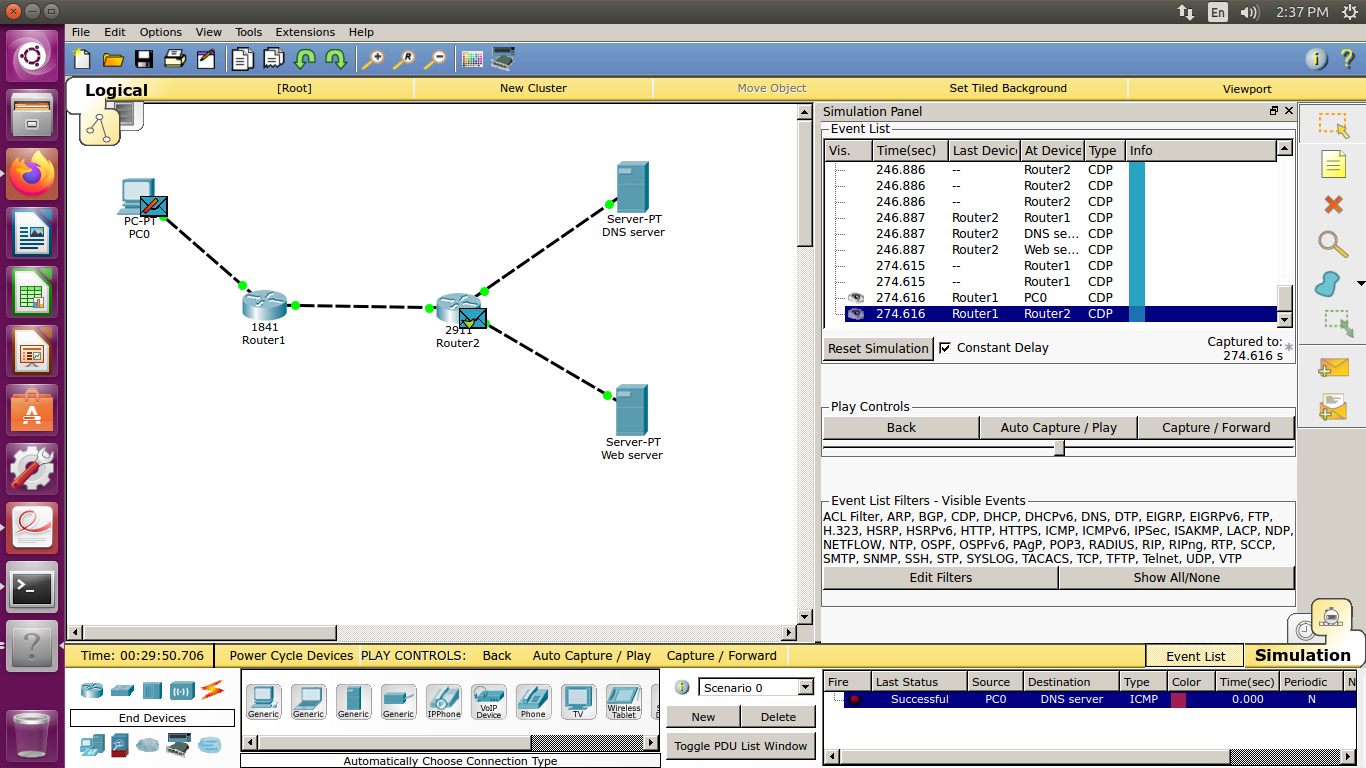 En
2:37 PM
File Edit Options View Tools Extensions Help
Logical
[Root]
New Cluster
Move Object
Set Tiled Background
Viewport
PC-PT
PC0
1841
Router1
2911
Router2
Server-PT
DNS server
Server-PT
Web server
Simulation Panel
Event List
Vis. Time(sec) Last Devic At Device Type Info
246.886 -- Router2 CDP
246.886 -- Router2 CDP
246.886 -- Router2 CDP
246.887 Router2 Router1 CDP
246.887 Router2 DNS se... CDP
246.887 Router2 Web se... CDP
274.615 -- Router1 CDP
274.615 -- Router1 CDP
274.616 Router1 PC0 CDP
274.616 Router1 Router2 CDP
Reset Simulation
Constant Delay
Captured to:
274.616 s
Play Controls
Back
Auto Capture / Play
Capture / Forward
Event List Filters - Visible Events
ACL Filter, ARP, BGP, CDP, DHCP, DHCPv6, DNS, DTP, EIGRP, EIGRPv6, FTP,
H.323, HSRP, HSRPv6, HTTP, HTTPS, ICMP, ICMPv6, IPSec, ISAKMP, LACP, NDP,
NETFLOW, NTP, OSPF, OSPFv6, PAgP, POP3, RADIUS, RIP, RIPng, RTP, SCCP,
SMTP, SNMP, SSH, STP, SYSLOG, TACACS, TCP, TFTP, Telnet, UDP, VTP
Edit Filters
Show All/None
Time: 00:29:50.706
Power Cycle Devices PLAY CONTROLS: Back Auto Capture / Play Capture / Forward
Event List
Simulation
End Devices
Generic
Generic
Generic
Generic
IPPhone
VoIP
Device
Phone
TV
Wireless
Tablet
Automatically Choose Connection Type
Scenario 0
New
Delete
Toggle PDU List Window
Fire Last Status Source Destination Type Color Time(sec) Periodic N
Successful PC0 DNS server ICMP 0.000 N